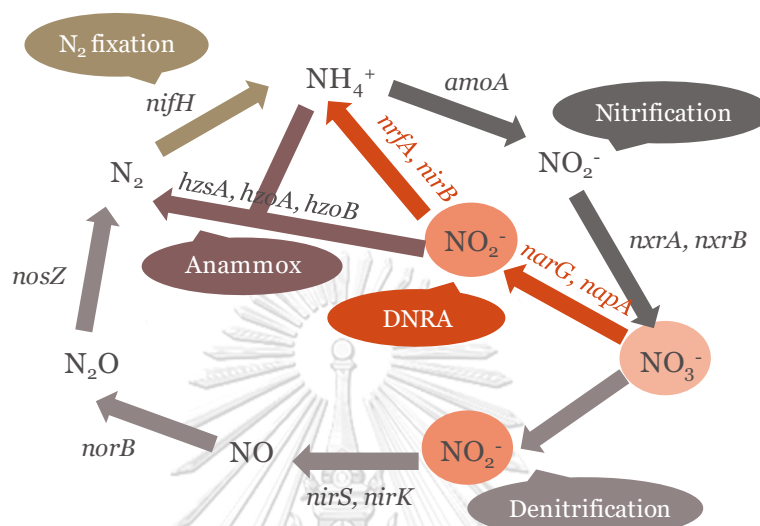 N₂ fixation
NH₄⁺
amoA
nifH
Nitrification
nrfA, nirB
NO₂⁻
N₂
hzsA, hzoA, hzoB
NO₂⁻
nxrA, nxrB
Anammox
narG, napA
nosZ
DNRA
N₂O
NO₃⁻
norB
NO
NO₂⁻
nirS, nirK
Denitrification